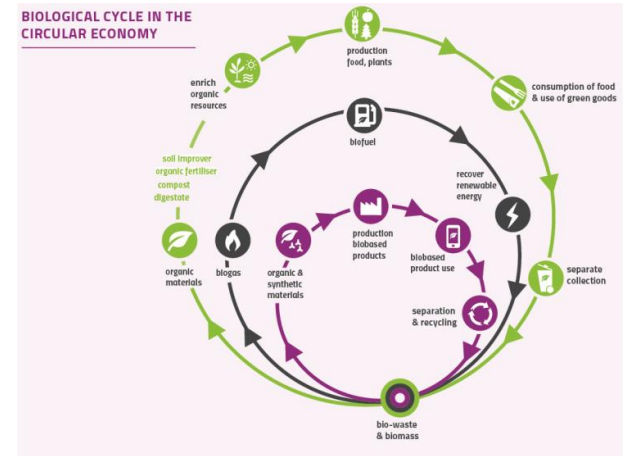 BIOLOGICAL CYCLE IN THE
CIRCULAR ECONOMY
production
food, plants
enrich
organic
resources
consumption of food
& use of green goods
biofuel
soil improver
organic fertiliser
compost
digestate
recover
renewable
energy
production
biobased
products
biobased
product use
organic
materials
biogas
organic &
synthetic
materials
separate
collection
separation
& recycling
bio-waste
& biomass